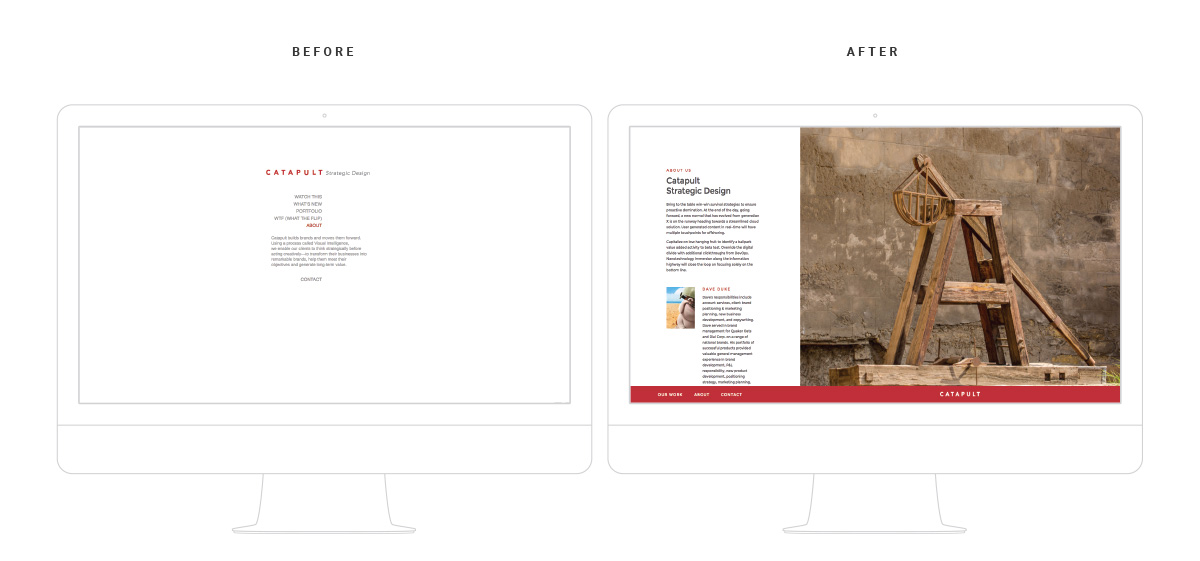 BEFORE
AFTER
CATAPULT Strategic Design
WATCH THIS
WHAT'S NEW
PORTFOLIO
WTF (WHAT THE FLIP)
ABOUT
Catapult builds brands and moves them forward.
Using a process called Visual Intelligence,
we enable our clients to think strategically before
acting creatively—to transform their businesses into
remarkable brands, help them meet their
objectives and generate long-term value.
CONTACT
ABOUT US
Catapult
Strategic Design
Bring to the table win-win survival strategies to ensure
proactive domination. At the end of the day, going
forward, a new normal that has evolved from generation
X is on the runway heading towards a streamlined cloud
solution. User generated content in real-time will have
multiple touchpoints for offshoring.
Capitalize on low hanging fruit to identify a ballpark
value added activity to beta test. Override the digital
divide with additional clickthroughs from DevOps.
Nanotechnology immersion along the information
highway will close the loop on focusing solely on the
bottom line.
DAVE DUKE
Dave's responsibilities include
account services, client brand
positioning & marketing
planning, new business
development, and copywriting.
Dave served in brand
management for Quaker Oats
and Dial Corp. on a range of
national brands. His portfolio of
successful products provided
valuable general management
experience in brand
development, P&L
responsibility, new product
development, positioning
strategy, marketing planning,
OUR WORK ABOUT CONTACT
CATAPULT